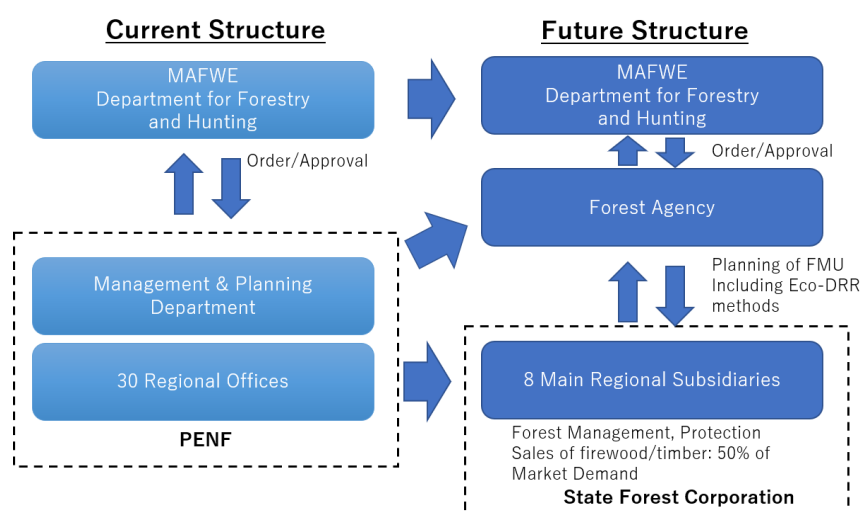 Current Structure
MAFWE
Department for Forestry
and Hunting
Order/Approval
Management & Planning
Department
30 Regional Offices
PENF
Future Structure
MAFWE
Department for Forestry
and Hunting
Order/Approval
Forest Agency
Planning of FMU
Including Eco-DRR
methods
8 Main Regional Subsidiaries
Forest Management, Protection
Sales of firewood/timber: 50% of
Market Demand
State Forest Corporation